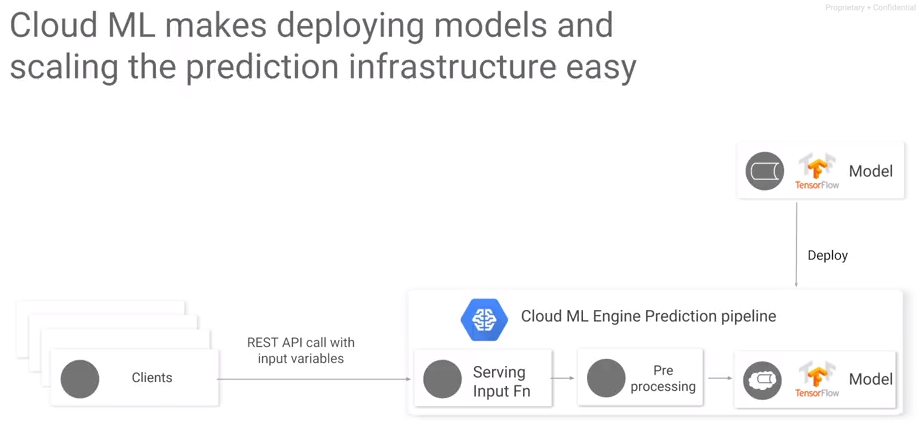 Proprietary + Confidential
Cloud ML makes deploying models and
scaling the prediction infrastructure easy
TensorFlow
Model
Deploy
Cloud ML Engine Prediction pipeline
REST API call with
input variables
Clients
Serving
Input Fn
Pre
processing
TensorFlow
Model